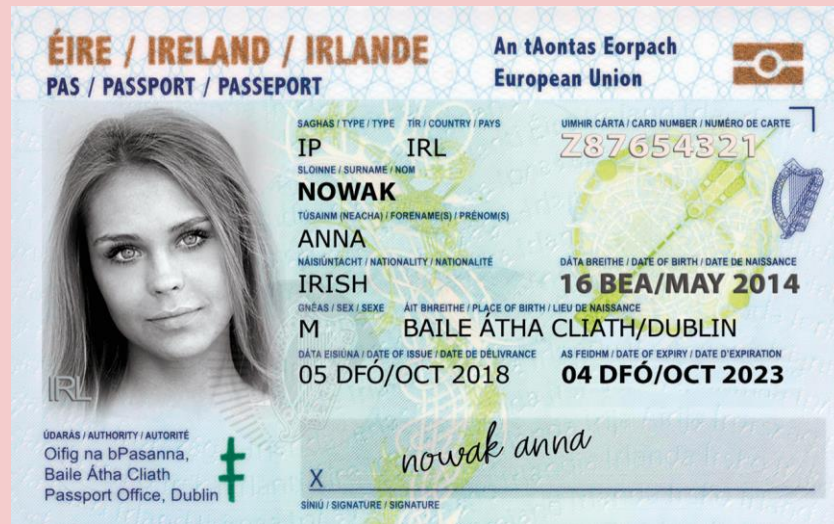 ÉIRE / IRELAND / IRLANDE
PAS / PASSPORT / PASSEPORT
An tAontas Eorpach
European Union
SAGHAS / TYPE / TYPE TÍR / COUNTRY / PAYS UIMHIR CÁRTA / CARD NUMBER / NUMÉRO DE CARTE
IP IRL Z87654321
SLOINNE / SURNAME / NOM
NOWAK
TÚSAINM (NEACHA) / FORENAME(S) / PRÉNOM(S)
ANNA
NÁISIÚNTACHT / NATIONALITY / NATIONALITÉ DÁTA BREITHE / DATE OF BIRTH / DATE DE NAISSANCE
IRISH 16 BEA/MAY 2014
GNÉAS / SEX / SEXE ÁIT BHREITHE / PLACE OF BIRTH / LIEU DE NAISSANCE
M BAILE ÁTHA CLIATH/DUBLIN
DÁTA EISIÚNA / DATE OF ISSUE / DATE DE DÉLIVRANCE AS FEIDHM / DATE OF EXPIRY / DATE D'EXPIRATION
05 DFÓ/OCT 2018 04 DFÓ/OCT 2023
IRL
ÚDARÁS / AUTHORITY / AUTORITÉ
Oifig na bPasanna,
Baile Átha Cliath
Passport Office, Dublin
X nowak anna
SÍNIÚ / SIGNATURE / SIGNATURE